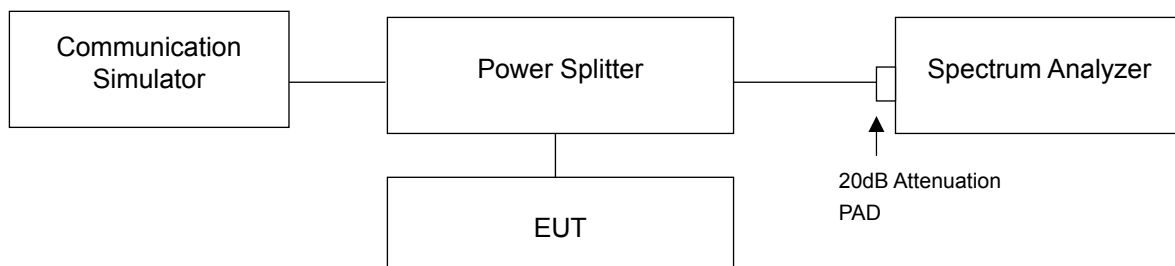 Communication
Simulator
Power Splitter
Spectrum Analyzer
20dB Attenuation
PAD
EUT